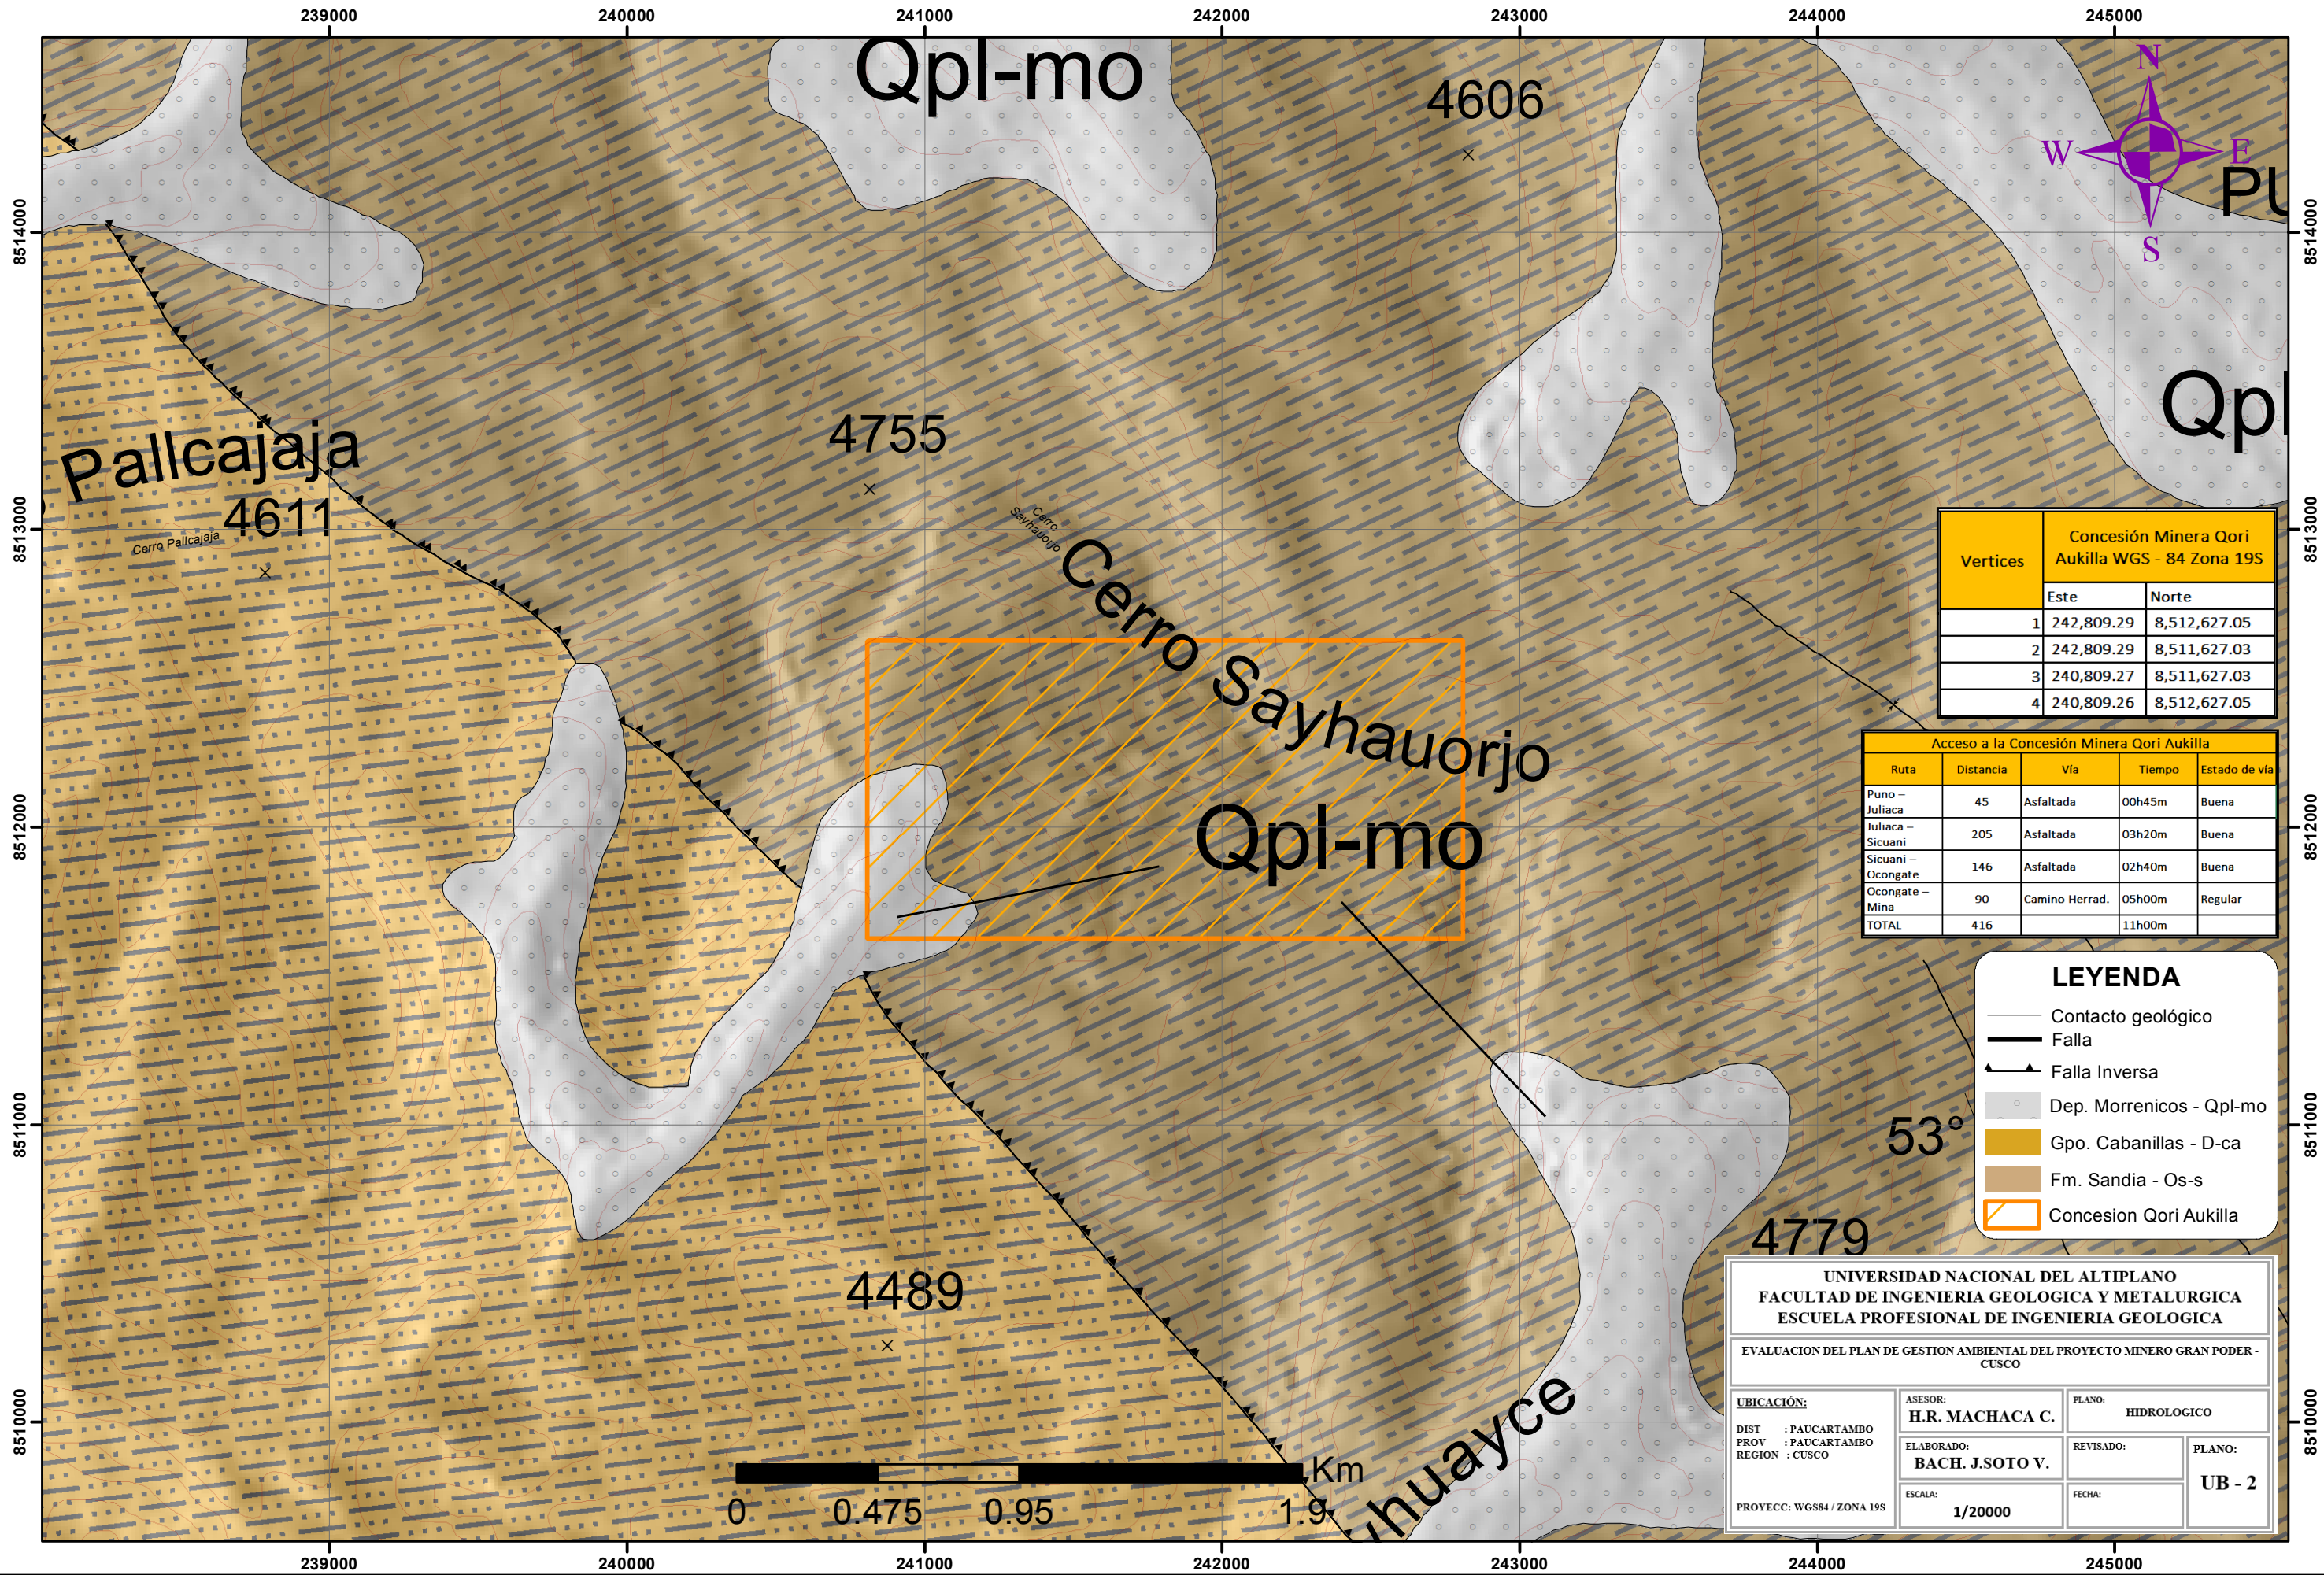 239000 240000 241000 242000 243000 244000 245000
Qpl-mo
4606
N
W E
S
PU
8514000 8514000
Qpl
4755
Pallcajaja
4611
Cerro Pallcajaja
Cerro
Sayhauorjo
8513000 8513000
Cerro Sayhauorjo
Qpl-mo
Vertices Concesión Minera Qori
Aukilla WGS - 84 Zona 19S
Este Norte
1 242,809.29 8,512,627.05
2 242,809.29 8,511,627.03
3 240,809.27 8,511,627.03
4 240,809.26 8,512,627.05
Acceso a la Concesión Minera Qori Aukilla
Ruta Distancia Vía Tiempo Estado de vía
Puno –
Juliaca 45 Asfaltada 00h45m Buena
Juliaca –
Sicuani 205 Asfaltada 03h20m Buena
Sicuani –
Ocongate 146 Asfaltada 02h40m Buena
Ocongate –
Mina 90 Camino Herrad. 05h00m Regular
TOTAL 416 11h00m
8512000 8512000
LEYENDA
Contacto geológico
Falla
Falla Inversa
Dep. Morrenicos - Qpl-mo
Gpo. Cabanillas - D-ca
Fm. Sandia - Os-s
Concesion Qori Aukilla
8511000 8511000
53°
4779
4489
huayce
8510000 8510000
Km
0 0.475 0.95 1.9
UNIVERSIDAD NACIONAL DEL ALTIPLANO
FACULTAD DE INGENIERIA GEOLOGICA Y METALURGICA
ESCUELA PROFESIONAL DE INGENIERIA GEOLOGICA
EVALUACION DEL PLAN DE GESTION AMBIENTAL DEL PROYECTO MINERO GRAN PODER -
CUSCO
UBICACIÓN:
DIST : PAUCARTAMBO
PROV : PAUCARTAMBO
REGION : CUSCO
PROYECC: WGS84 / ZONA 19S
ASESOR:
H.R. MACHACA C.
PLANO:
HIDROLOGICO
ELABORADO:
BACH. J.SOTO V.
REVISADO:
PLANO:
UB - 2
ESCALA:
1/20000
FECHA:
239000 240000 241000 242000 243000 244000 245000